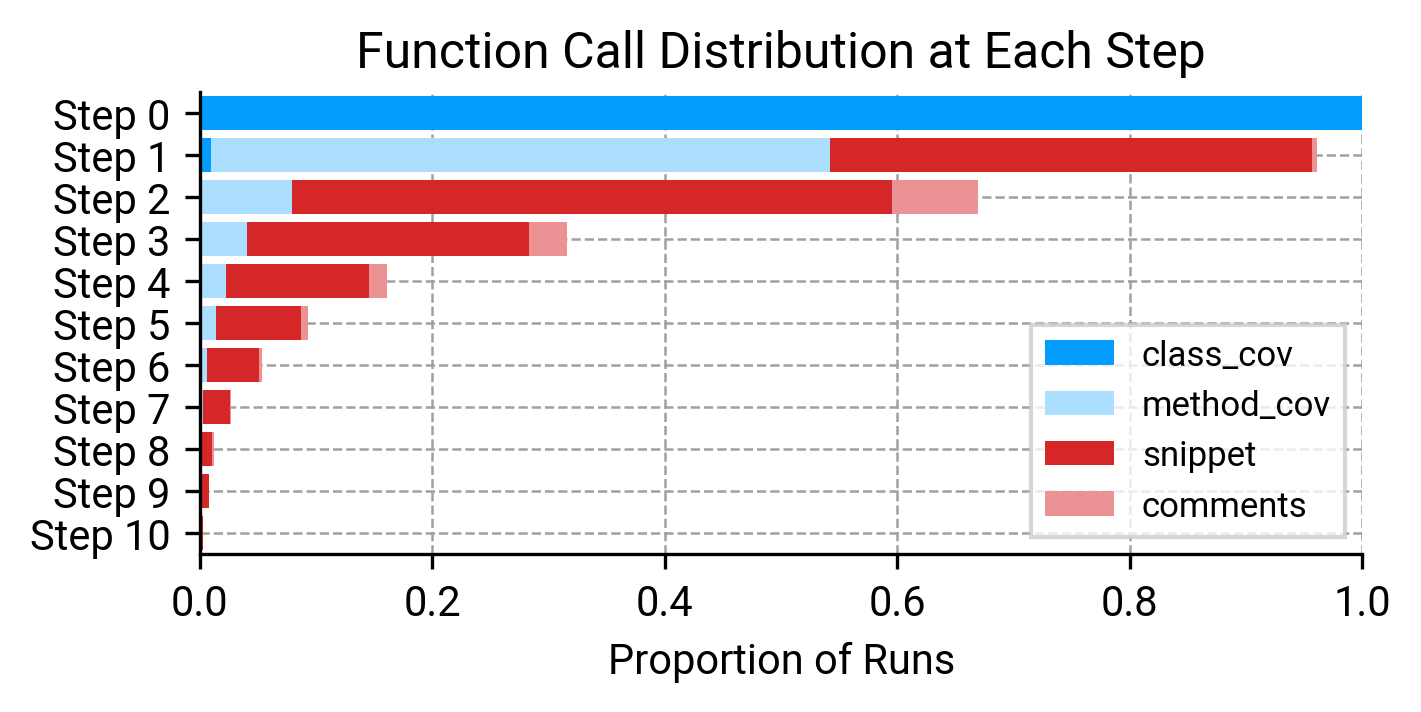 Function Call Distribution at Each Step
Step 0
Step 1
Step 2
Step 3
Step 4
Step 5
Step 6
Step 7
Step 8
Step 9
Step 10
class_cov
method_cov
snippet
comments
0.0 0.2 0.4 0.6 0.8 1.0
Proportion of Runs